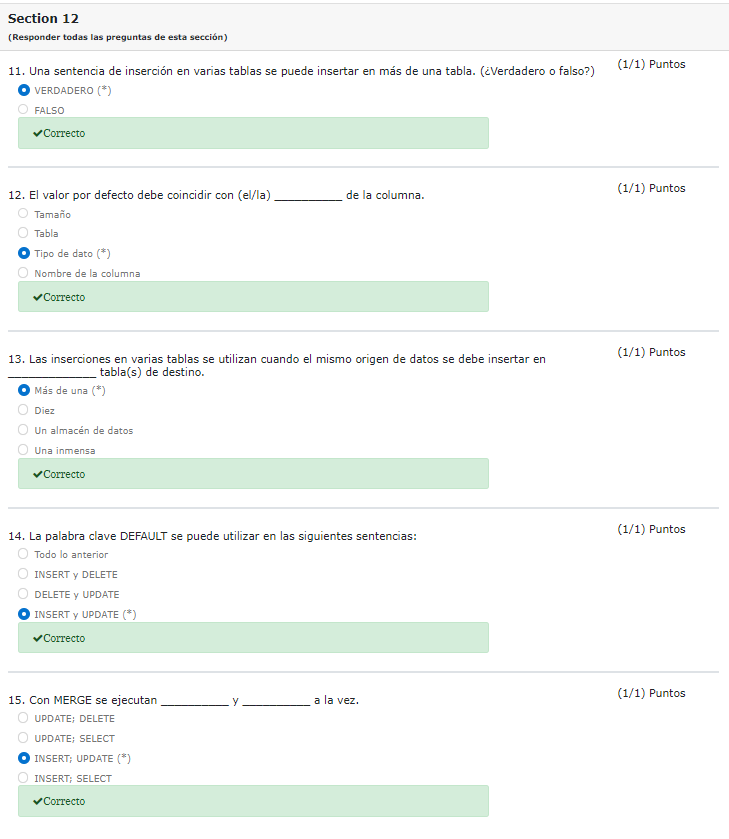 Section 12
(Responder todas las preguntas de esta sección)
11. Una sentencia de inserción en varias tablas se puede insertar en más de una tabla. (¿Verdadero o falso?)
(1/1) Puntos
VERDADERO (*)
FALSO
✔Correcto
12. El valor por defecto debe coincidir con (el/la) __________ de la columna.
(1/1) Puntos
Tamaño
Tabla
Tipo de dato (*)
Nombre de la columna
✔Correcto
13. Las inserciones en varias tablas se utilizan cuando el mismo origen de datos se debe insertar en
_____________ tabla(s) de destino.
(1/1) Puntos
Más de una (*)
Diez
Un almacén de datos
Una inmensa
✔Correcto
14. La palabra clave DEFAULT se puede utilizar en las siguientes sentencias:
(1/1) Puntos
Todo lo anterior
INSERT y DELETE
DELETE y UPDATE
INSERT y UPDATE (*)
✔Correcto
15. Con MERGE se ejecutan __________ y __________ a la vez.
(1/1) Puntos
UPDATE; DELETE
UPDATE; SELECT
INSERT; UPDATE (*)
INSERT; SELECT
✔Correcto